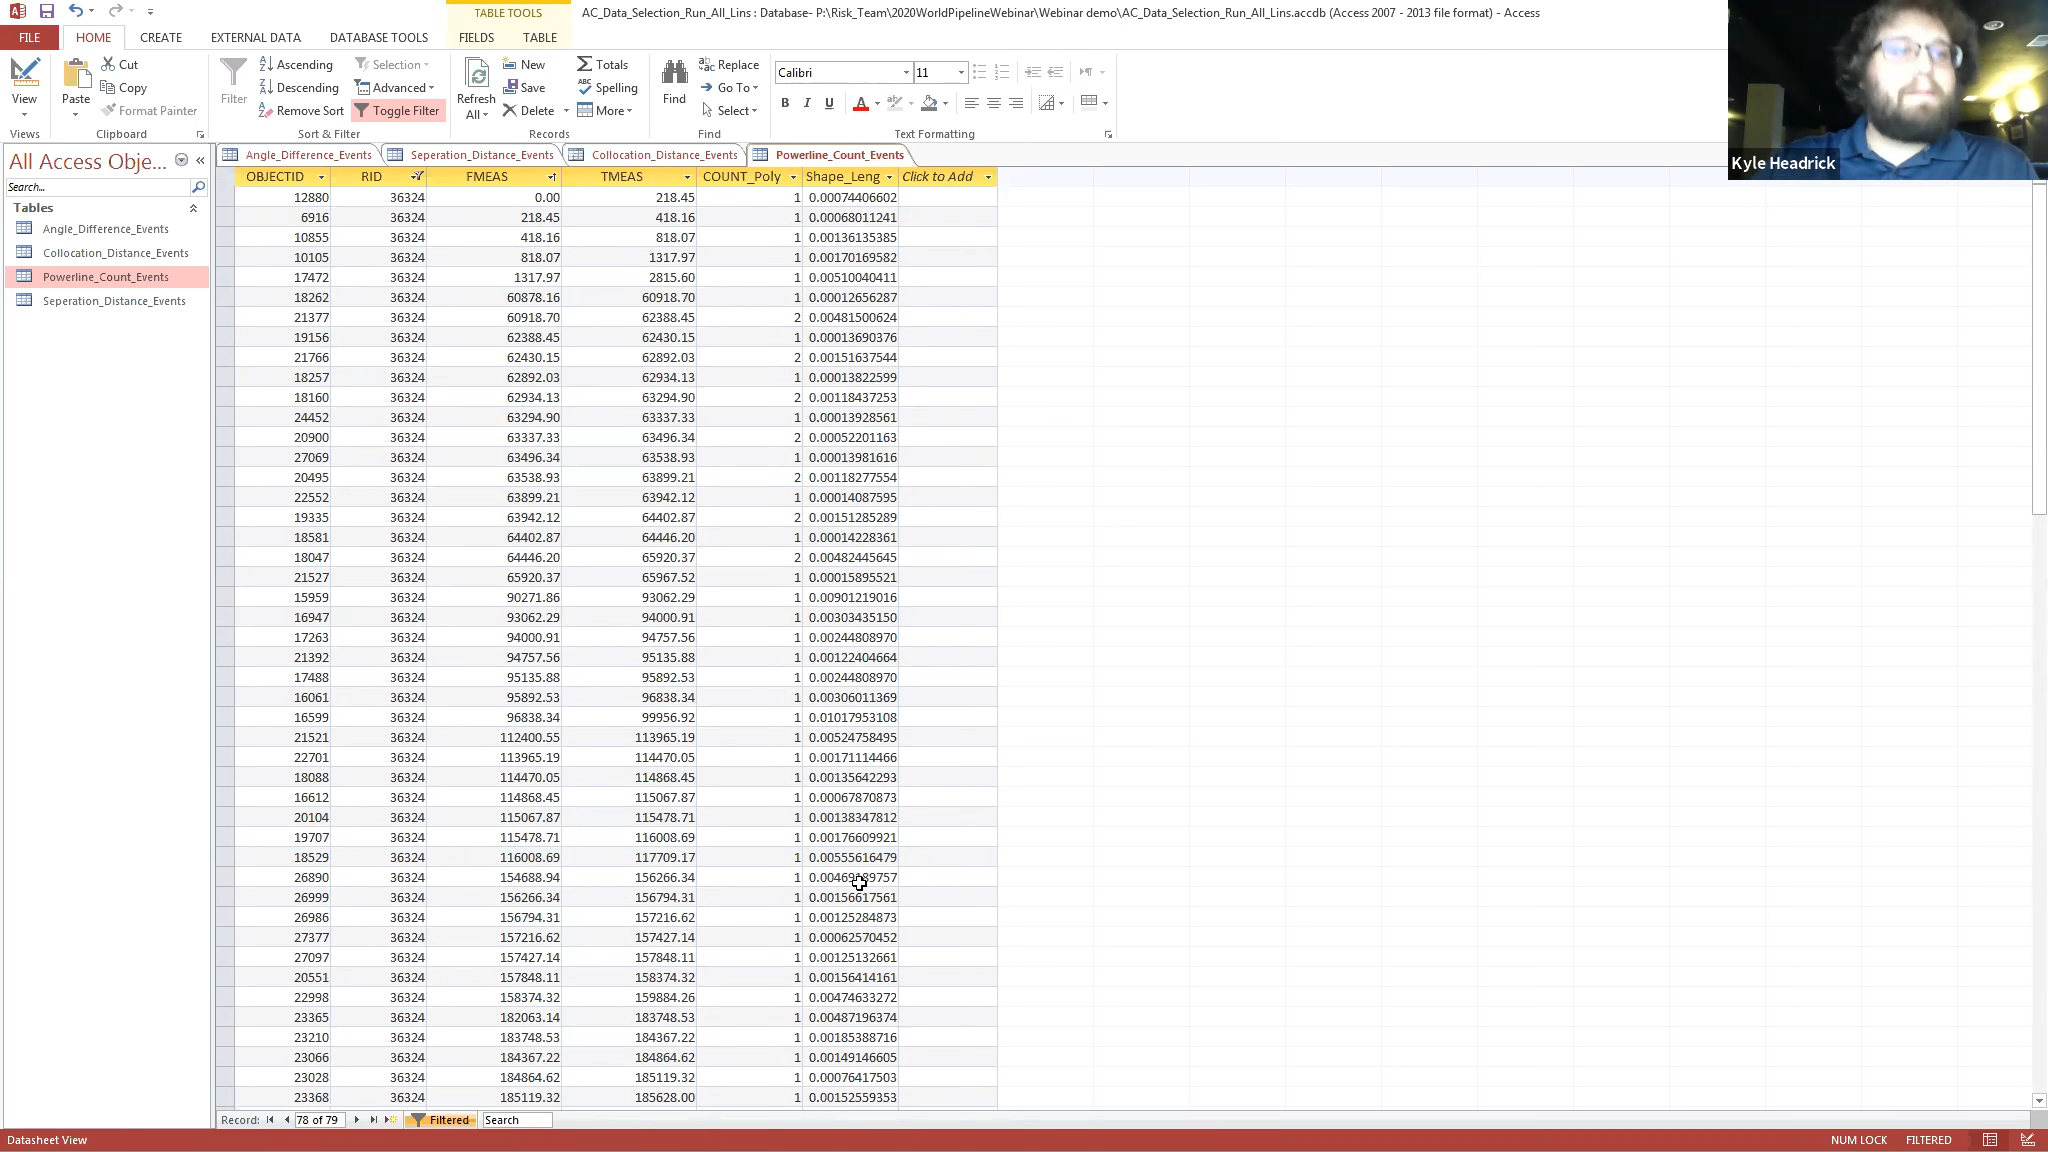 AC_Data_Selection_Run_All_Lins : Database- P:\Risk_Team\2020WorldPipelineWebinar\Webinar demo\AC_Data_Selection_Run_All_Lins.accdb (Access 2007 - 2013 file format) - Access
TABLE TOOLS
FILE HOME CREATE EXTERNAL DATA DATABASE TOOLS FIELDS TABLE
View
Views
Paste
Cut
Copy
Format Painter
Clipboard
Filter
Ascending
Descending
Remove Sort
Selection
Advanced
Toggle Filter
Sort & Filter
Refresh All
New
Save
Delete
Totals
Spelling
More
Records
Find
Replace
Go To
Select
Find
Calibri 11
B I U A
Text Formatting
Kyle Headrick
All Access Obje...
Search...
Tables
Angle_Difference_Events
Collocation_Distance_Events
Powerline_Count_Events
Seperation_Distance_Events
Angle_Difference_Events Seperation_Distance_Events Collocation_Distance_Events Powerline_Count_Events
OBJECTID RID FMEAS TMEAS COUNT_Poly Shape_Leng Click to Add
12880 36324 0.00 218.45 1 0.00074406602
6916 36324 218.45 418.16 1 0.00068011241
10855 36324 418.16 818.07 1 0.00136135385
10105 36324 818.07 1317.97 1 0.00170169582
17472 36324 1317.97 2815.60 1 0.00510040411
18262 36324 60878.16 60918.70 1 0.00012656287
21377 36324 60918.70 62388.45 2 0.00481500624
19156 36324 62388.45 62430.15 1 0.00013690376
21766 36324 62430.15 62892.03 2 0.00151637544
18257 36324 62892.03 62934.13 1 0.00013822599
18160 36324 62934.13 63294.90 2 0.00118437253
24452 36324 63294.90 63337.33 1 0.00013928561
20900 36324 63337.33 63496.34 2 0.00052201163
27069 36324 63496.34 63538.93 1 0.00013981616
20495 36324 63538.93 63899.21 2 0.00118277554
22552 36324 63899.21 63942.12 1 0.00014087595
19335 36324 63942.12 64402.87 2 0.00151285289
18581 36324 64402.87 64446.20 1 0.00014228361
18047 36324 64446.20 65920.37 2 0.00482445645
21527 36324 65920.37 65967.52 1 0.00015895521
15959 36324 90271.86 93062.29 1 0.00901219016
16947 36324 93062.29 94000.91 1 0.00303435150
17263 36324 94000.91 94757.56 1 0.00244808970
21392 36324 94757.56 95135.88 1 0.00122404664
17488 36324 95135.88 95892.53 1 0.00244808970
16061 36324 95892.53 96838.34 1 0.00306011369
16599 36324 96838.34 99956.92 1 0.01017953108
21521 36324 112400.55 113965.19 1 0.00524758495
22701 36324 113965.19 114470.05 1 0.00171114466
18088 36324 114470.05 114868.45 1 0.00135642293
16612 36324 114868.45 115067.87 1 0.00067870873
20104 36324 115067.87 115478.71 1 0.00138347812
19707 36324 115478.71 116008.69 1 0.00176609921
18529 36324 116008.69 117709.17 1 0.00555616479
26890 36324 154688.94 156266.34 1
26999 36324 156266.34 156794.31 1 0.00156617561
26986 36324 156794.31 157216.62 1 0.00125284873
27377 36324 157216.62 157427.14 1 0.00062570452
27097 36324 157427.14 157848.11 1 0.00125132661
20551 36324 157848.11 158374.32 1 0.00156414161
22998 36324 158374.32 159884.26 1 0.00474633272
23365 36324 182063.14 183748.53 1 0.00487196374
23210 36324 183748.53 184367.22 1 0.00185388716
23066 36324 184367.22 184864.62 1 0.00149146605
23028 36324 184864.62 185119.32 1 0.00076417503
23368 36324 185119.32 185628.00 1 0.00152559353
Record: 78 of 79 Filtered Search
Datasheet View NUM LOCK FILTERED